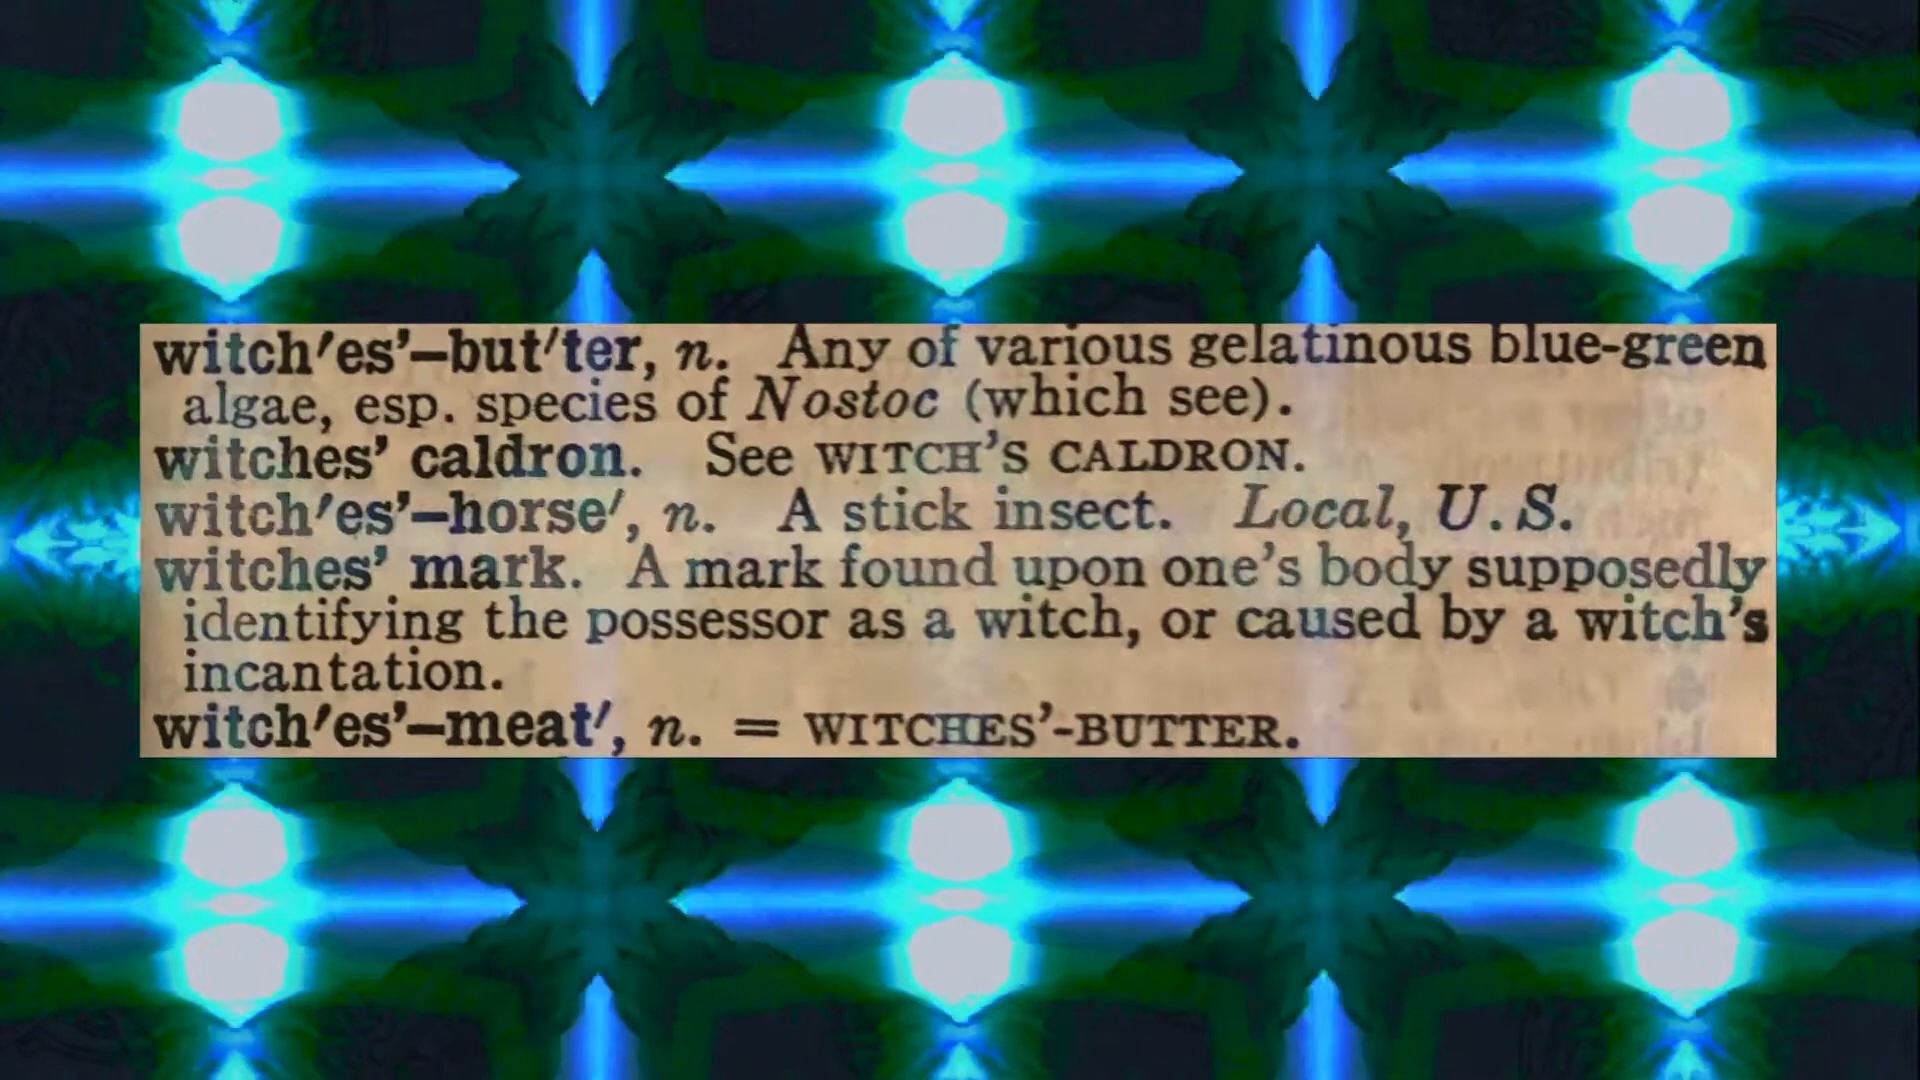 witch′es’–but′ter, n. Any of various gelatinous blue-green
algae, esp. species of Nostoc (which see).
witches’ caldron. See WITCH’S CALDRON.
witch′es’–horse′, n. A stick insect. Local, U.S.
witches’ mark. A mark found upon one’s body supposedly
identifying the possessor as a witch, or caused by a witch’s
incantation.
witch′es’–meat′, n. = WITCHES’-BUTTER.